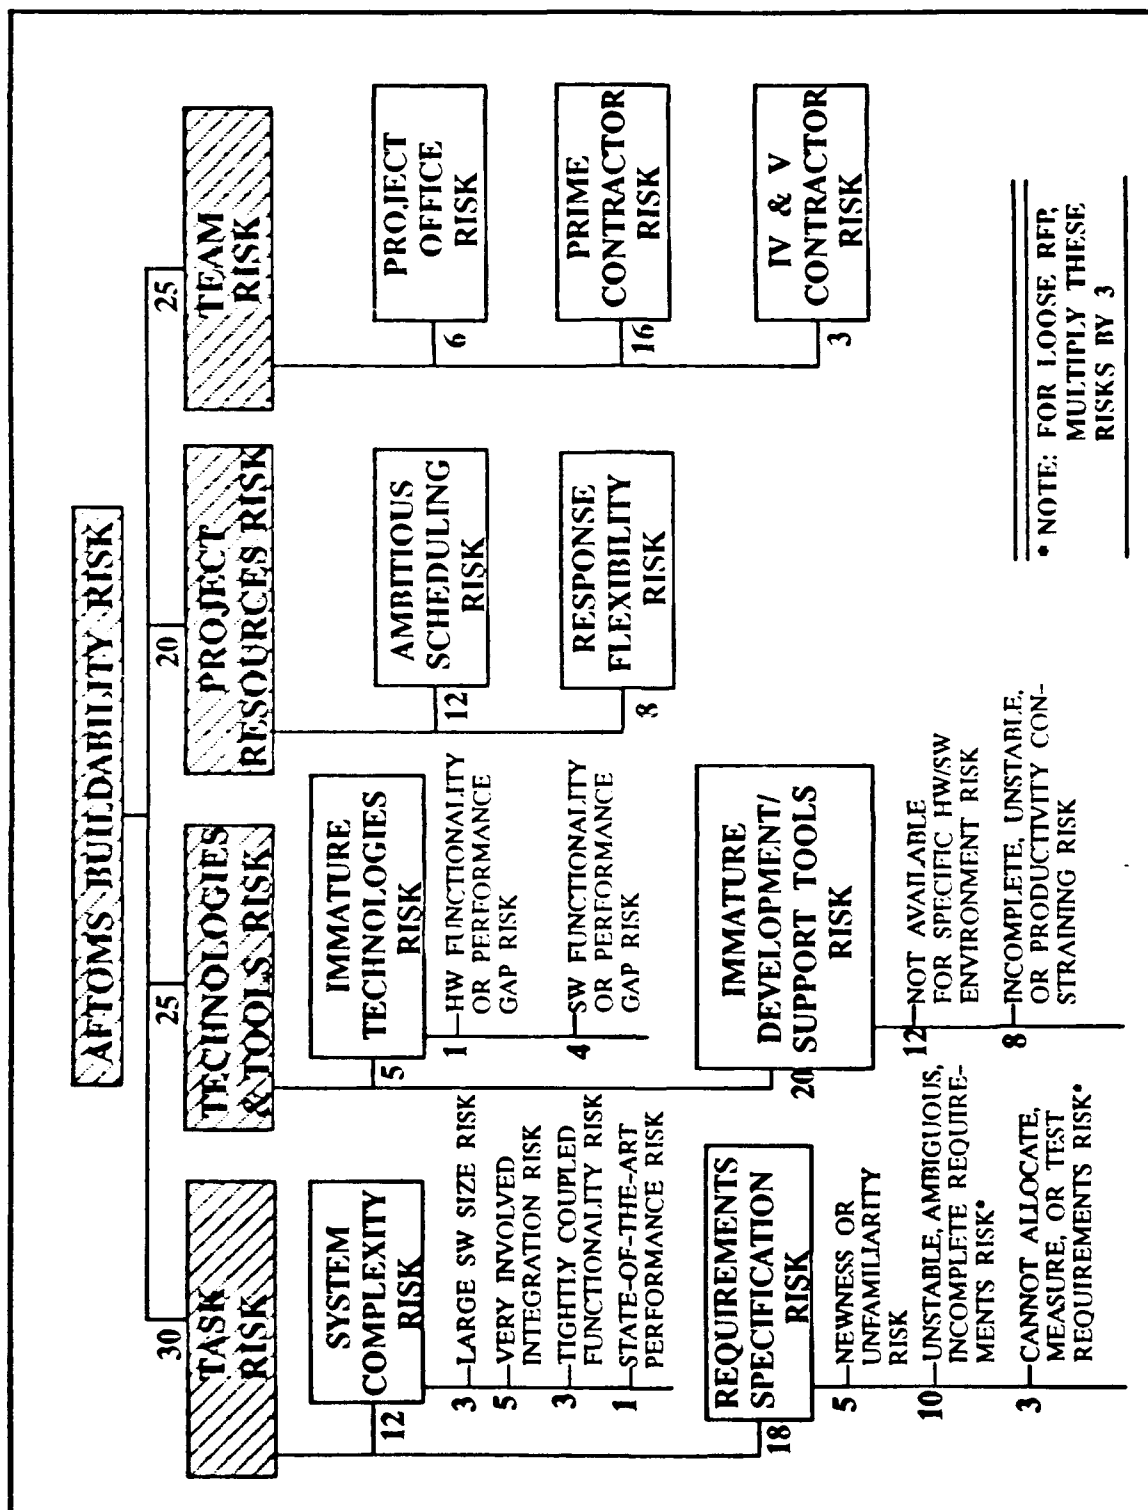 AFTOMS BUILDABILITY RISK
30
TASK
RISK
12
SYSTEM
COMPLEXITY
RISK
3 LARGE SW SIZE RISK
5 VERY INVOLVED
INTEGRATION RISK
3 TIGHTLY COUPLED
FUNCTIONALITY RISK
1 STATE-OF-THE-ART
PERFORMANCE RISK
18
REQUIREMENTS
SPECIFICATION
RISK
5 NEWNESS OR
UNFAMILIARITY
RISK
10 UNSTABLE, AMBIGUOUS,
INCOMPLETE REQUIRE-
MENTS RISK*
3 CANNOT ALLOCATE,
MEASURE, OR TEST
REQUIREMENTS RISK*
25
TECHNOLOGIES
& TOOLS RISK
5
IMMATURE
TECHNOLOGIES
RISK
1 HW FUNCTIONALITY
OR PERFORMANCE
GAP RISK
4 SW FUNCTIONALITY
OR PERFORMANCE
GAP RISK
20
IMMATURE
DEVELOPMENT/
SUPPORT TOOLS
RISK
12 NOT AVAILABLE
FOR SPECIFIC HW/SW
ENVIRONMENT RISK
8 INCOMPLETE, UNSTABLE,
OR PRODUCTIVITY CON-
STRAINING RISK
20
PROJECT
RESOURCES RISK
12
AMBITIOUS
SCHEDULING
RISK
8
RESPONSE
FLEXIBILITY
RISK
25
TEAM
RISK
6
PROJECT
OFFICE
RISK
16
PRIME
CONTRACTOR
RISK
3
IV & V
CONTRACTOR
RISK
* NOTE: FOR LOOSE RFP,
MULTIPLY THESE
RISKS BY 3